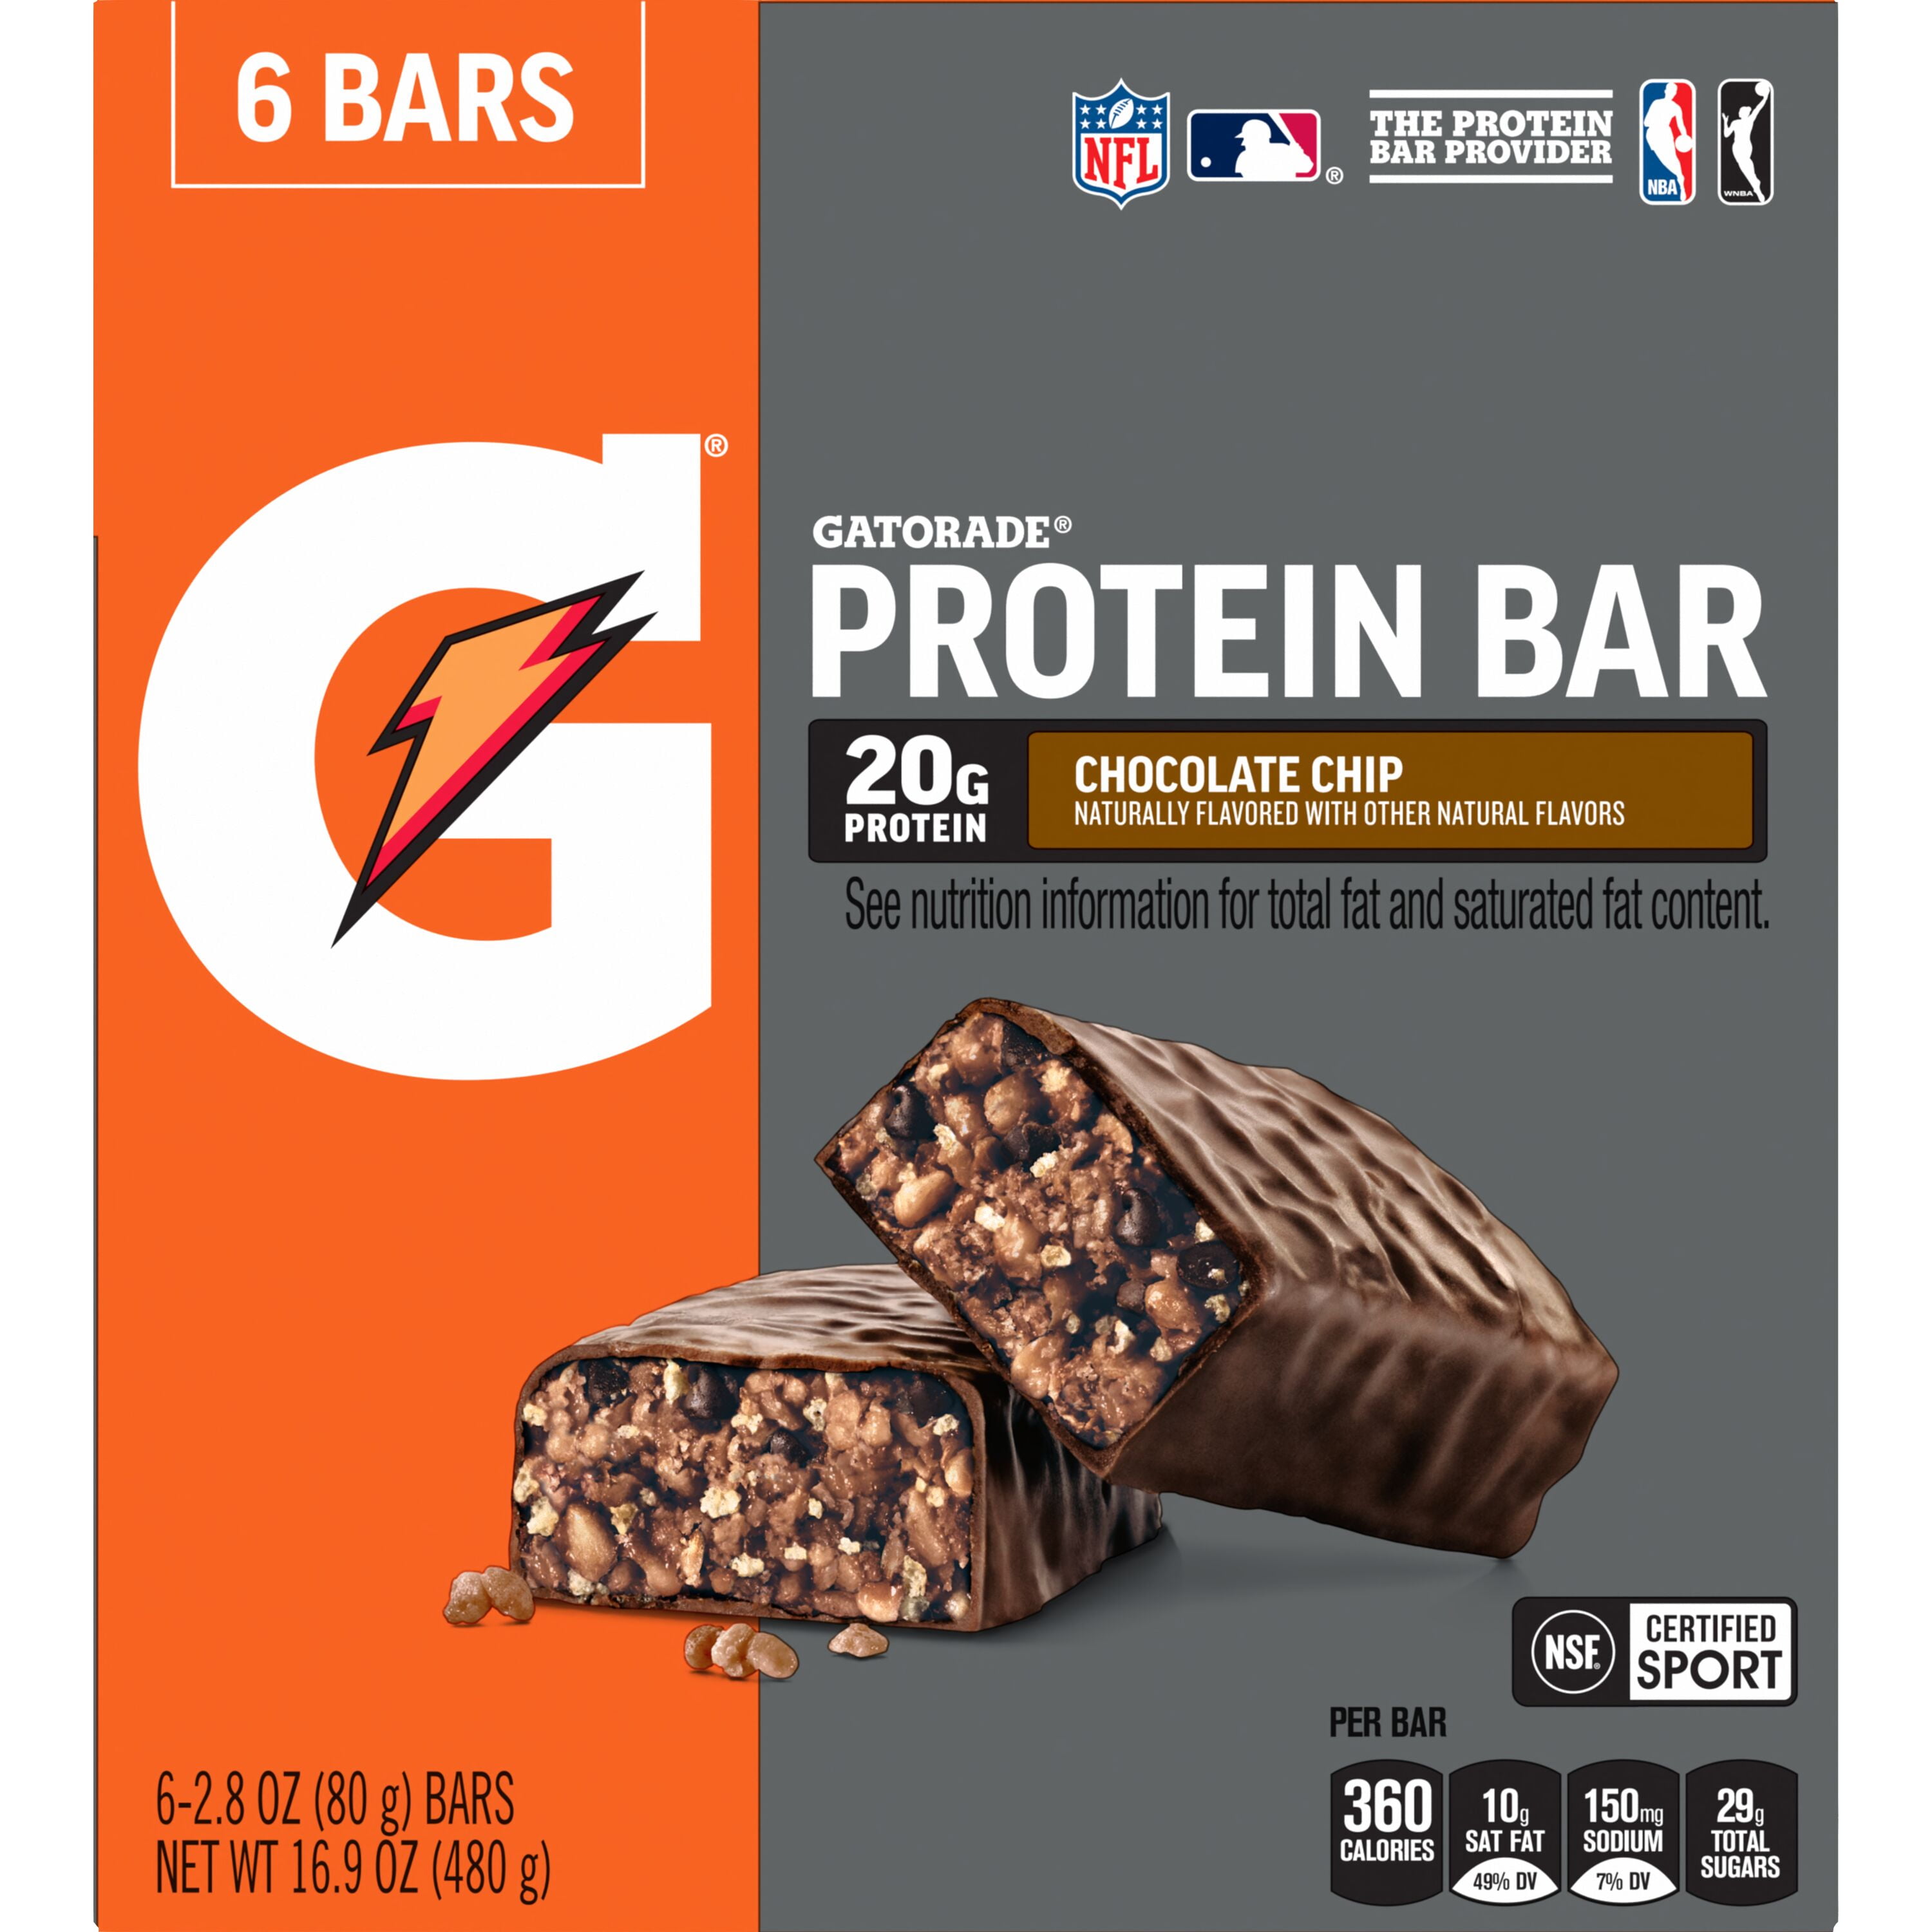 6 BARS
NFL
®
THE PROTEIN
BAR PROVIDER
NBA
WNBA
G®
GATORADE®
PROTEIN BAR
20G
PROTEIN
CHOCOLATE CHIP
NATURALLY FLAVORED WITH OTHER NATURAL FLAVORS
See nutrition information for total fat and saturated fat content.
NSF®
CERTIFIED
SPORT
PER BAR
360
CALORIES
10g
SAT FAT
49% DV
150mg
SODIUM
7% DV
29g
TOTAL
SUGARS
6-2.8 OZ (80 g) BARS
NET WT 16.9 OZ (480 g)